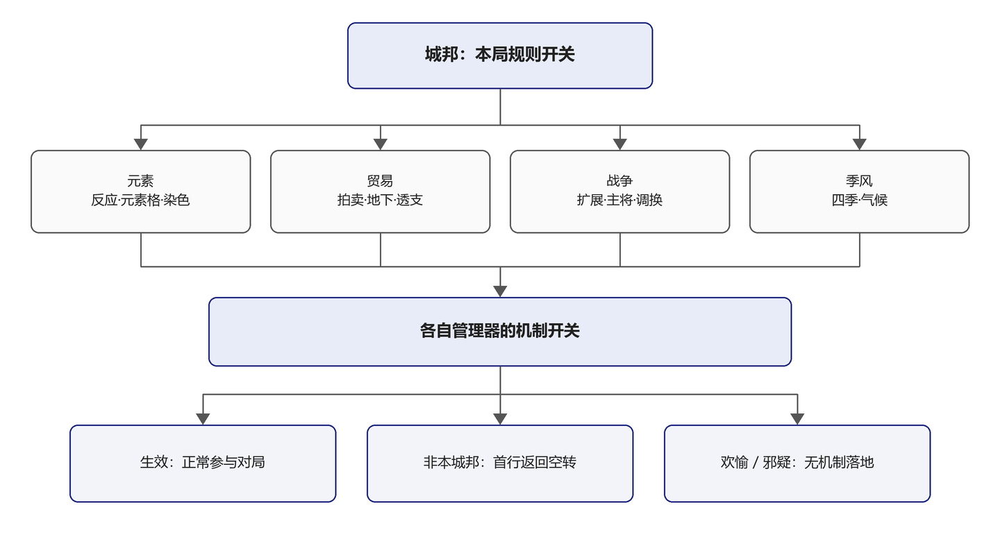 城邦：本局规则开关
元素
反应·元素格·染色
贸易
拍卖·地下·透支
战争
扩展·主将·调换
季风
四季·气候
各自管理器的机制开关
生效：正常参与对局
非本城邦：首行返回空转
欢愉 / 邪疑：无机制落地